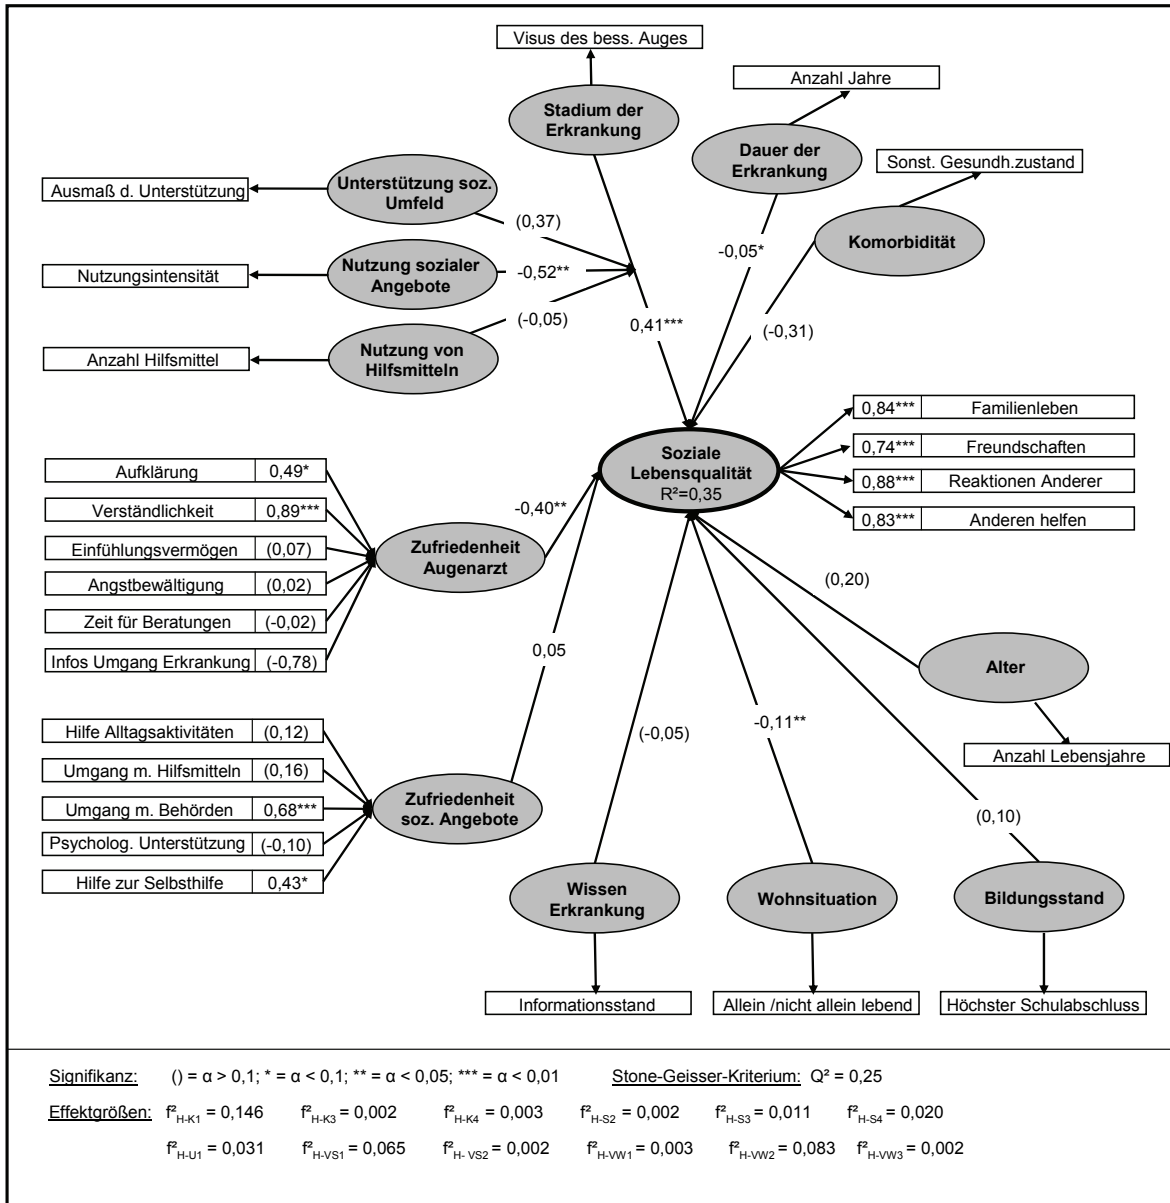 Visus des bess. Auges
Anzahl Jahre
Stadium der
Erkrankung
Dauer der
Erkrankung
Sonst. Gesundh.zustand
Ausmaß d. Unterstützung
Unterstützung soz.
Umfeld
(0,37)
Komorbidität
-0,05*
Nutzungsintensität
Nutzung sozialer
Angebote
-0,52**
(-0,05)
0,41***
(-0,31)
Anzahl Hilfsmittel
Nutzung von
Hilfsmitteln
0,84*** Familienleben
0,74*** Freundschaften
0,88*** Reaktionen Anderer
0,83*** Anderen helfen
Soziale
Lebensqualität
R²=0,35
Aufklärung 0,49*
Verständlichkeit 0,89***
Einfühlungsvermögen (0,07)
Angstbewältigung (0,02)
Zeit für Beratungen (-0,02)
Infos Umgang Erkrankung (-0,78)
-0,40**
Zufriedenheit
Augenarzt
(0,20)
0,05
Alter
Anzahl Lebensjahre
Hilfe Alltagsaktivitäten (0,12)
Umgang m. Hilfsmitteln (0,16)
Umgang m. Behörden 0,68***
Psycholog. Unterstützung (-0,10)
Hilfe zur Selbsthilfe 0,43*
Zufriedenheit
soz. Angebote
(-0,05)
-0,11**
(0,10)
Wissen
Erkrankung
Wohnsituation
Bildungsstand
Informationsstand
Allein /nicht allein lebend
Höchster Schulabschluss
Signifikanz: () = α > 0,1; * = α < 0,1; ** = α < 0,05; *** = α < 0,01 Stone-Geisser-Kriterium: Q² = 0,25
Effektgrößen: f²H-K1 = 0,146 f²H-K3 = 0,002 f²H-K4 = 0,003 f²H-S2 = 0,002 f²H-S3 = 0,011 f²H-S4 = 0,020
f²H-U1 = 0,031 f²H-VS1 = 0,065 f²H- VS2 = 0,002 f²H-VW1 = 0,003 f²H-VW2 = 0,083 f²H-VW3 = 0,002